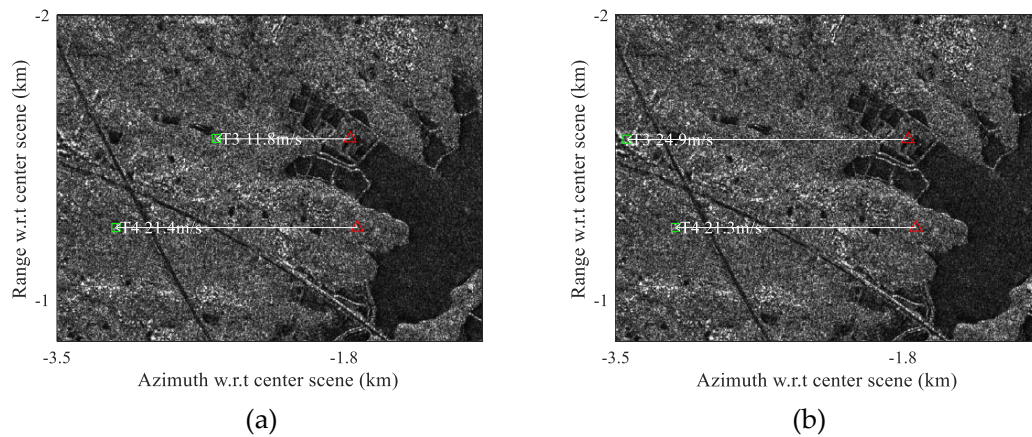 -2
T3 11.8m/s
T4 21.4m/s
-1
-3.5
-1.8
Range w.r.t center scene (km)
Azimuth w.r.t center scene (km)
(a)
-2
T3 24.9m/s
T4 21.3m/s
-1
-3.5
-1.8
Range w.r.t center scene (km)
Azimuth w.r.t center scene (km)
(b)